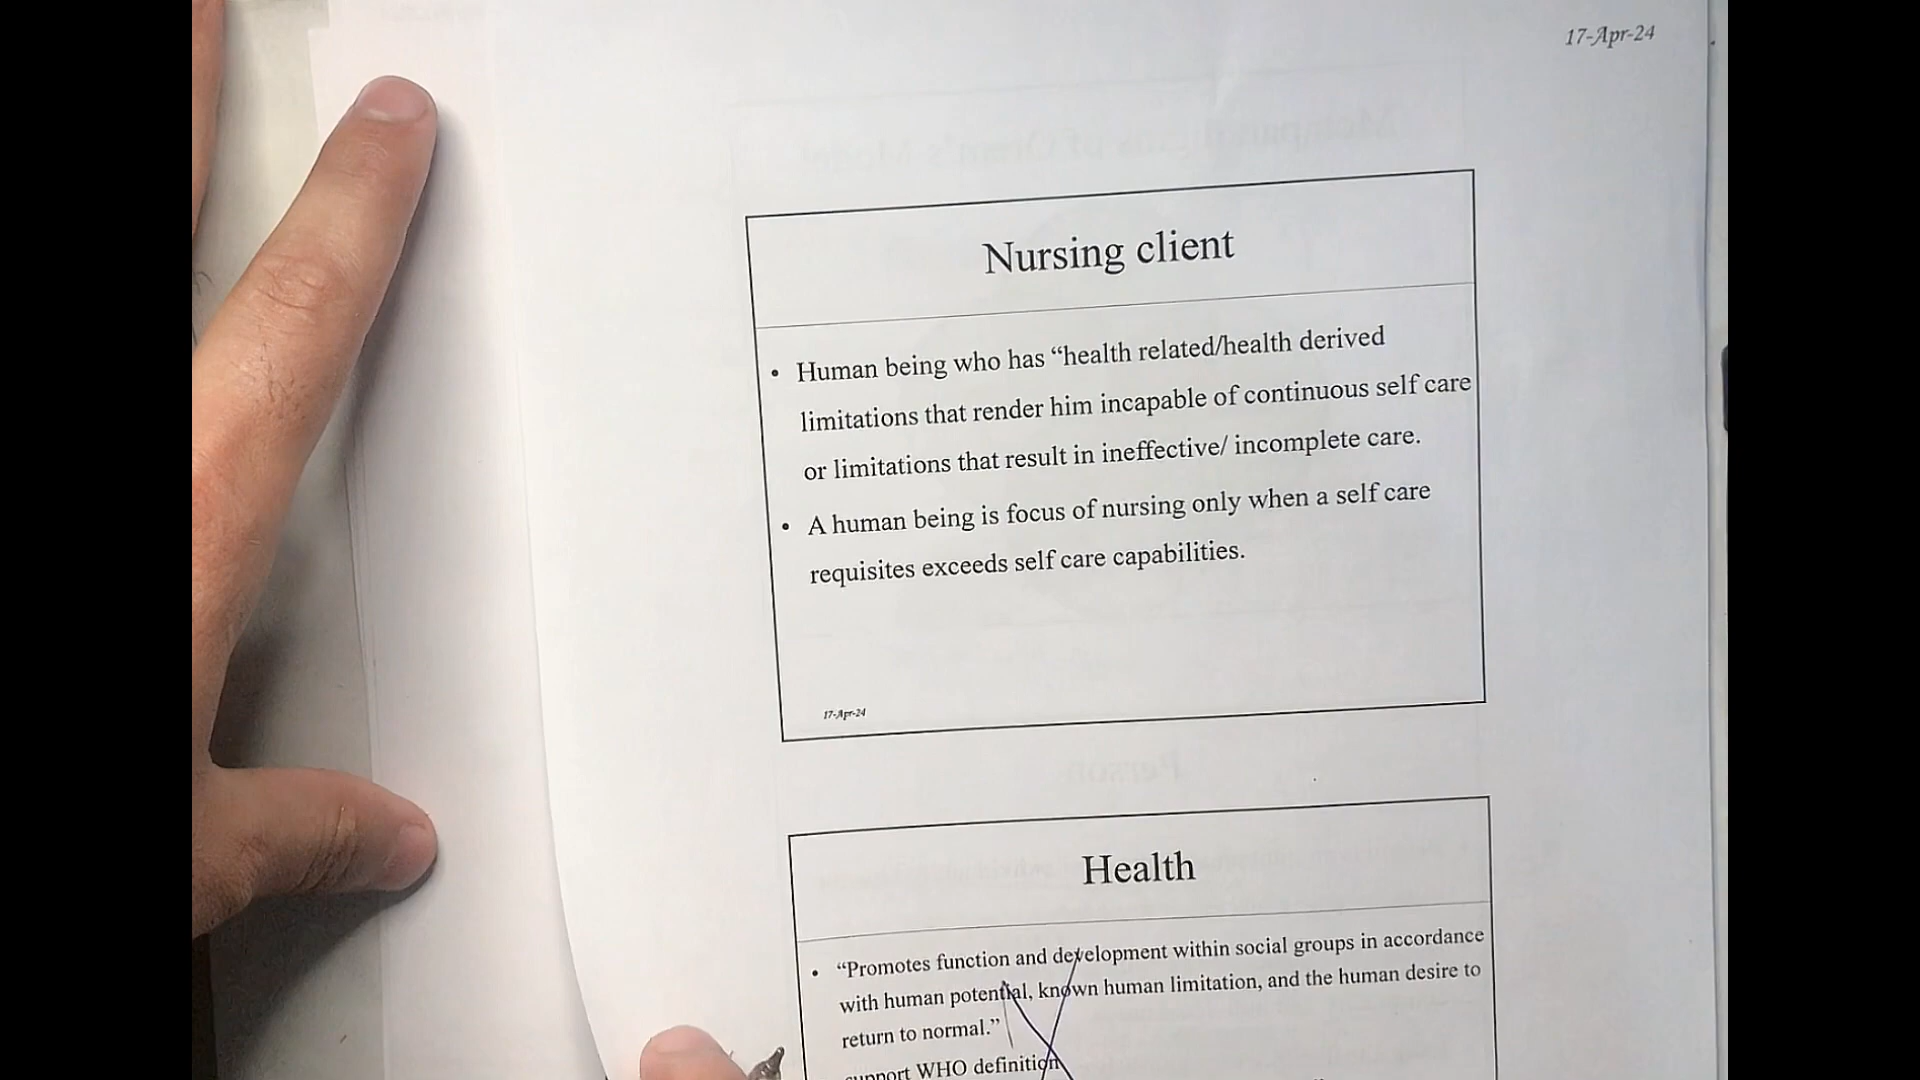 17-Apr-24
Nursing client
• Human being who has “health related/health derived
limitations that render him incapable of continuous self care
or limitations that result in ineffective/ incomplete care.
• A human being is focus of nursing only when a self care
requisites exceeds self care capabilities.
17-Apr-24
Health
• “Promotes function and development within social groups in accordance
with human potential, known human limitation, and the human desire to
return to normal.”
support WHO definition